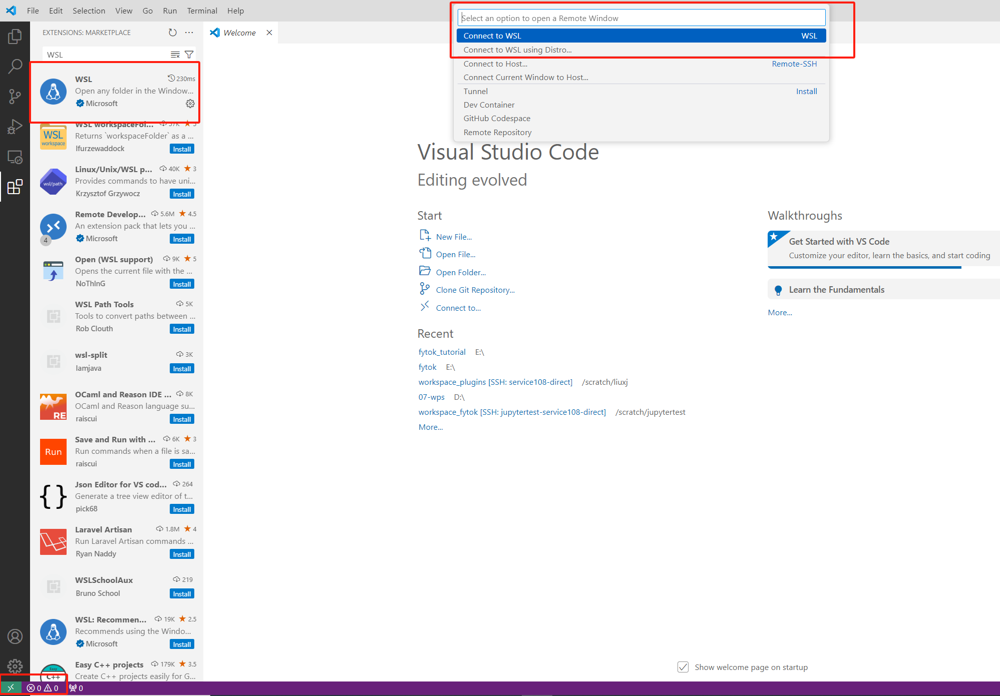 File Edit Selection View Go Run Terminal Help
Select an option to open a Remote Window
Connect to WSL WSL
Connect to WSL using Distro...
Connect to Host... Remote-SSH
Connect Current Window to Host...
Tunnel Install
Dev Container
GitHub Codespace
Remote Repository
EXTENSIONS: MARKETPLACE
WSL
WSL 230ms
Open any folder in the Window...
Microsoft
WSL workspaceFol... 57K 5
WSL workspace
Returns `workspaceFolder` as a ...
lfurzewaddock Install
Linux/Unix/WSL p... 40K 3
wsl/path
Provides commands to have uni...
Krzysztof Grzywocz Install
Remote Develop... 5.6M 4.5
An extension pack that lets you ...
4
Microsoft Install
Open (WSL support) 9K 5
Opens the current file with the ...
NoThInG Install
WSL Path Tools 5K
Tools to convert paths between ...
Rob Clouth Install
wsl-split 3K
Iamjava Install
OCaml and Reason IDE ... 8K
OCaml and Reason language su...
RE
raiscui Install
Save and Run with ... 6K 3
Run
Run commands when a file is sa...
raiscui Install
Json Editor for VS cod... 264
{}
Generate a tree view editor of t...
pick68 Install
Laravel Artisan 1.8M 4
Run Laravel Artisan commands ...
Ryan Naddy Install
WSLSchoolAux 219
Bruno School Install
WSL: Recommen... 19K 2.5
Recommends using the Windo...
Microsoft Install
Easy C++ projects 179K 3.5
Easy
C++
Create C++ projects easily for G...
Welcome
Visual Studio Code
Editing evolved
Start
New File...
Open File...
Open Folder...
Clone Git Repository...
Connect to...
Recent
fytok_tutorial E:\
fytok E:\
workspace_plugins [SSH: service108-direct] /scratch/liuxj
07-wps D:\
workspace_fytok [SSH: jupytertest-service108-direct] /scratch/jupytertest
More...
Walkthroughs
Get Started with VS Code
Customize your editor, learn the basics, and start coding
Learn the Fundamentals
More...
Show welcome page on startup
0 0 0